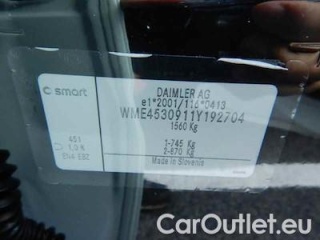 smart
DAIMLER AG
e1*2001/116*0413
WME4530911Y192704
1560 Kg
1-745 Kg
2-870 Kg
Made in Slovenia
CarOutlet.eu